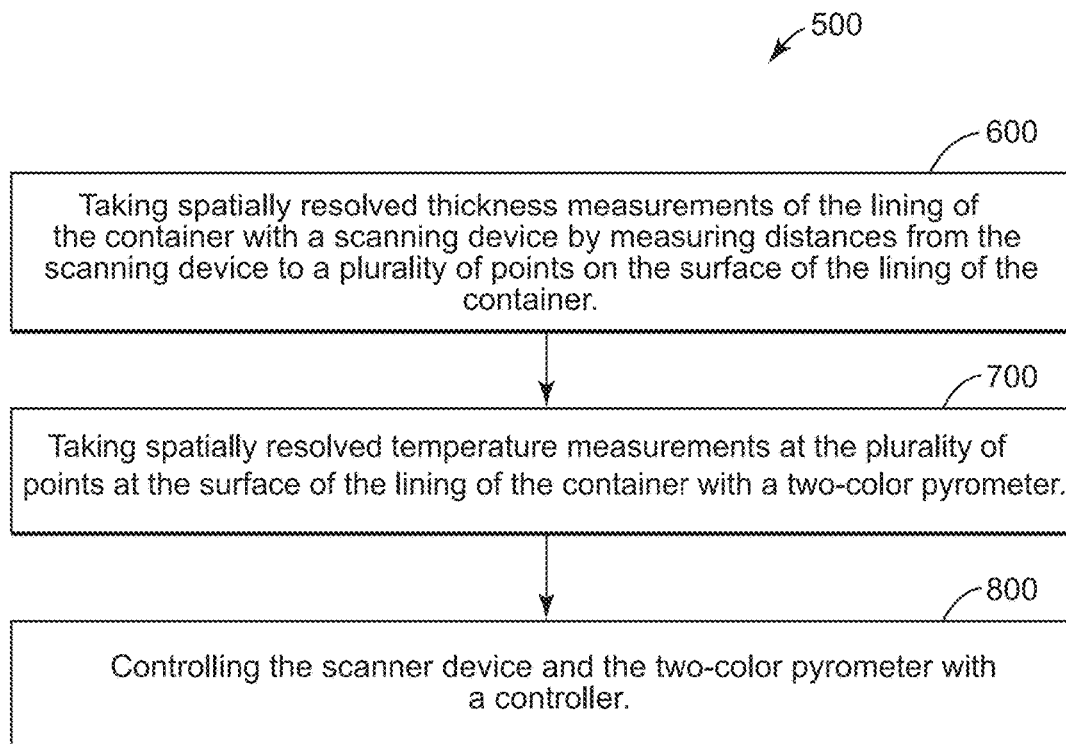 500
600
Taking spatially resolved thickness measurements of the lining of
the container with a scanning device by measuring distances from the
scanning device to a plurality of points on the surface of the lining of the
container.
700
Taking spatially resolved temperature measurements at the plurality of
points at the surface of the lining of the container with a two-color pyrometer.
800
Controlling the scanner device and the two-color pyrometer with
a controller.